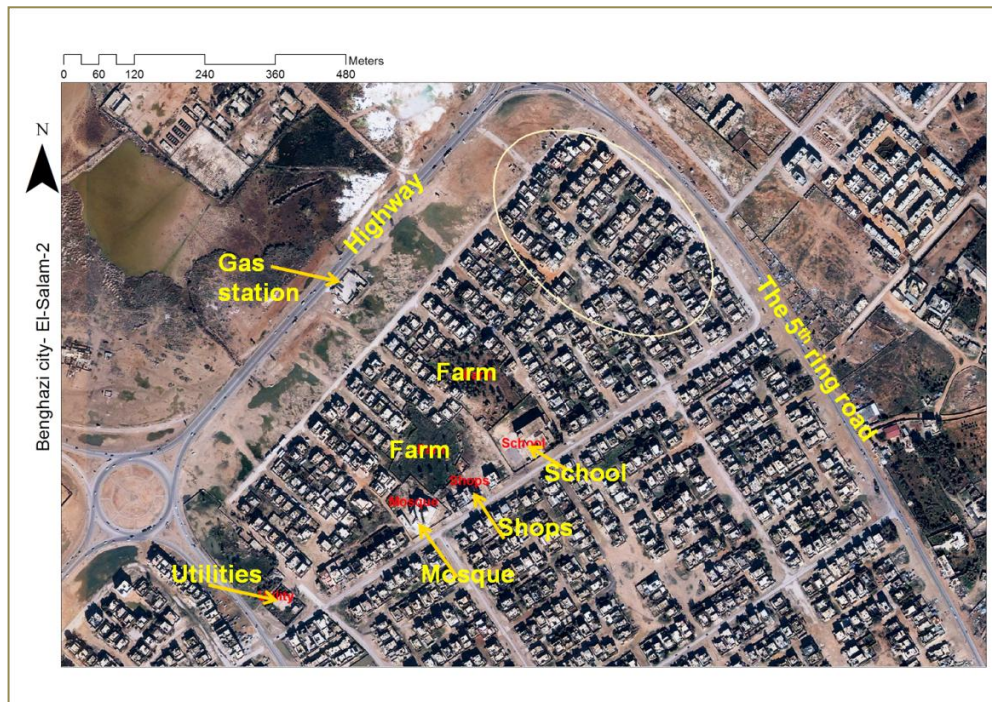 Meters
0 60 120 240 360 480
N
Benghazi city- El-Salam-2
Highway
Gas
station
The 5th ring road
Farm
Farm
School
School
Shops
Shops
Mosque
Mosque
Utilities